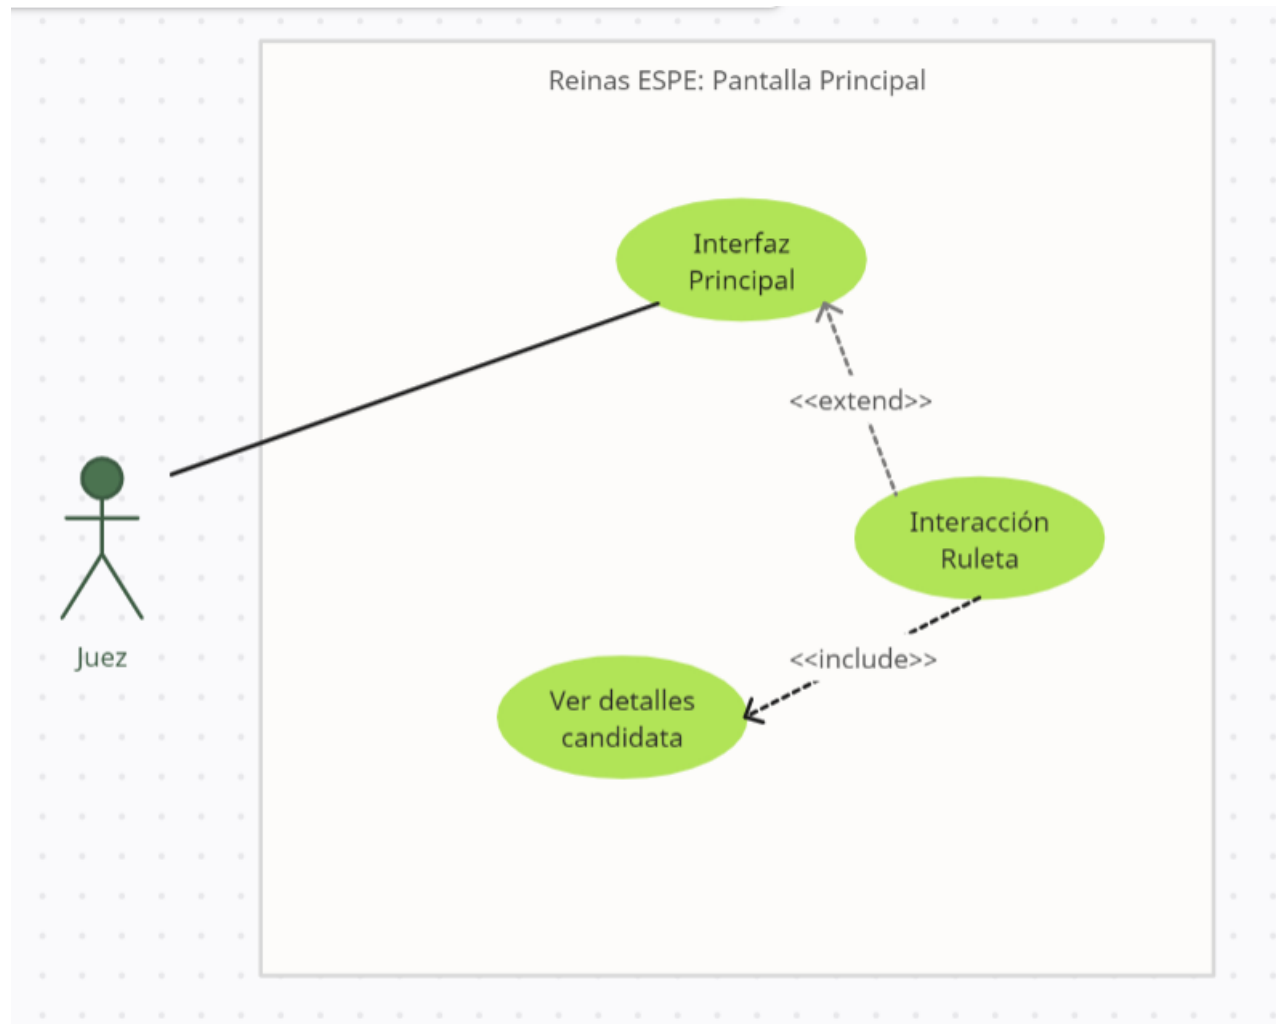 Reinas ESPE: Pantalla Principal
Interfaz
Principal
<<extend>>
Interacción
Ruleta
<<include>>
Juez
Ver detalles
candidata